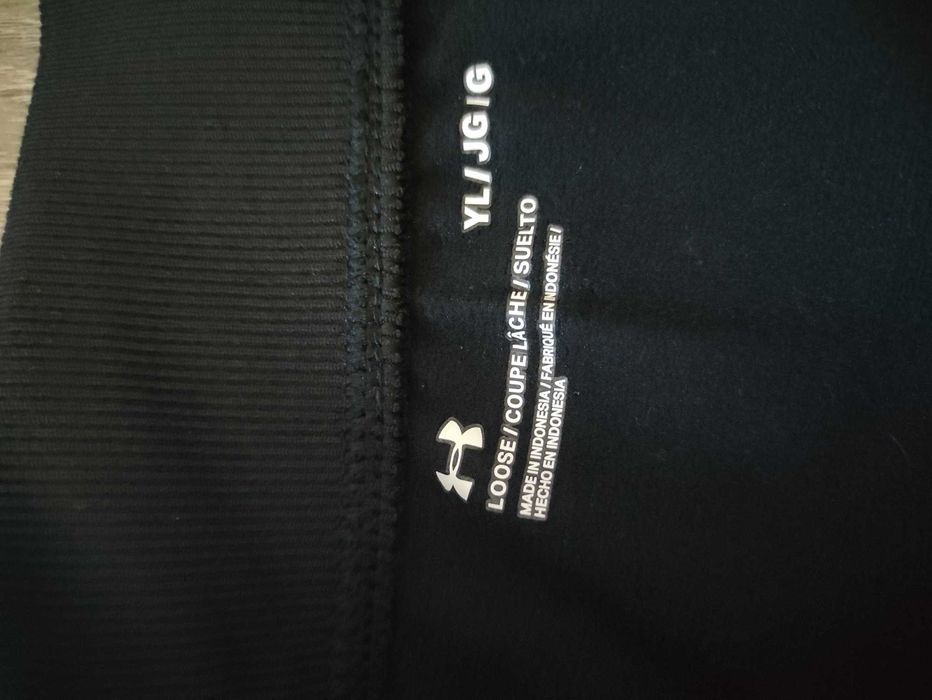 YL/JG|G
LOOSE / COUPE LÂCHE / SUELTO
MADE IN INDONESIA / FABRIQUÉ EN INDONÉSIE /
HECHO EN INDONESIA